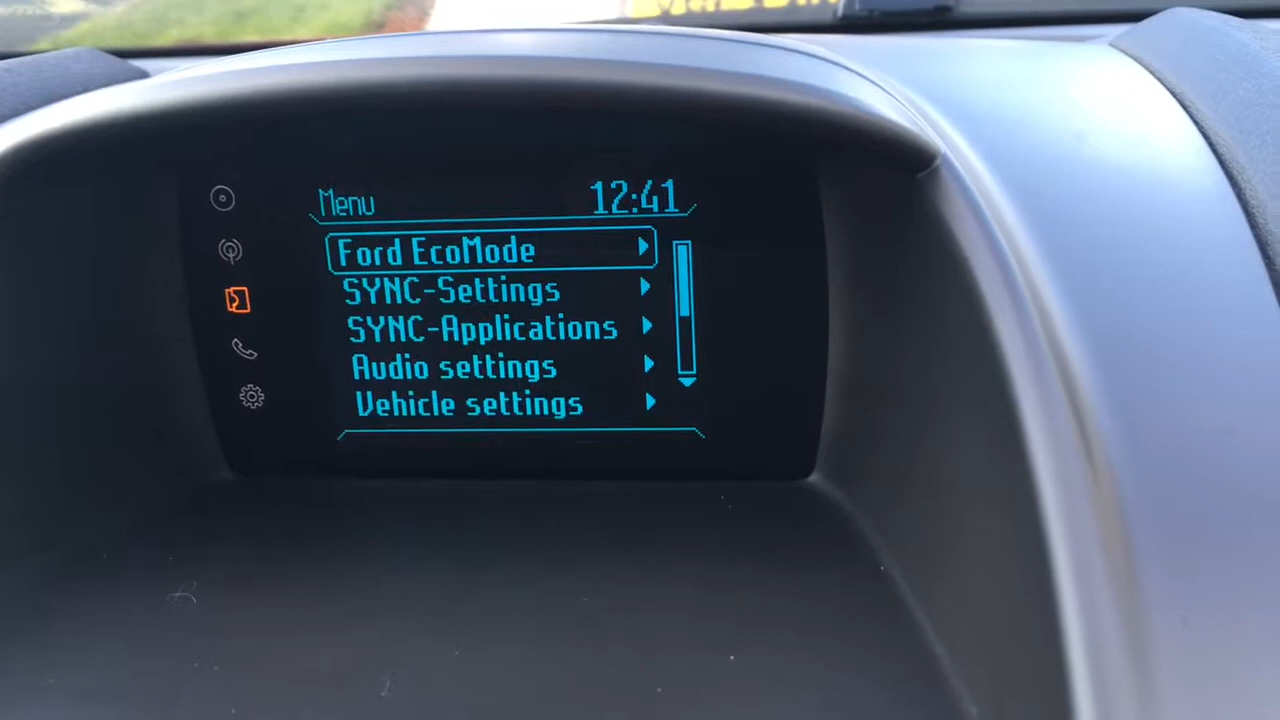 Menu 12:41
Ford EcoMode
SYNC-Settings
SYNC-Applications
Audio settings
Vehicle settings